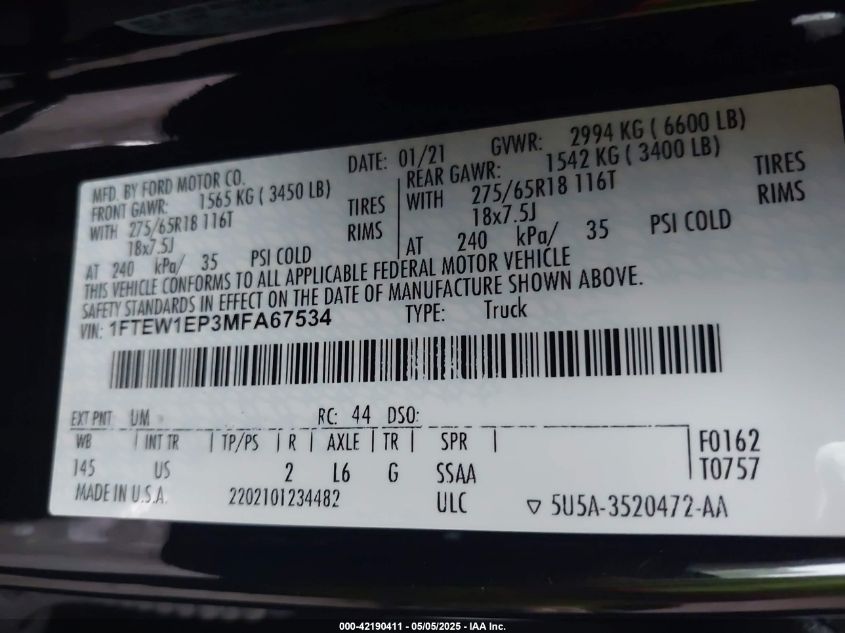 MFD. BY FORD MOTOR CO. DATE: 01/21 GVWR: 2994 KG ( 6600 LB)
FRONT GAWR: 1565 KG ( 3450 LB) REAR GAWR: 1542 KG ( 3400 LB)
WITH 275/65R18 116T TIRES WITH 275/65R18 116T TIRES
18x7.5J RIMS 18x7.5J RIMS
AT 240 kPa/ 35 PSI COLD AT 240 kPa/ 35 PSI COLD
THIS VEHICLE CONFORMS TO ALL APPLICABLE FEDERAL MOTOR VEHICLE
SAFETY STANDARDS IN EFFECT ON THE DATE OF MANUFACTURE SHOWN ABOVE.
VIN: 1FTEW1EP3MFA67534 TYPE: Truck
EXT PNT UM RC: 44 DSO:
WB | INT TR | TP/PS | R | AXLE | TR | SPR | F0162
145 US 2 L6 G SSAA T0757
MADE IN U.S.A. 2202101234482 ULC ▽ 5U5A-3520472-AA
000-42190411 - 05/05/2025 - IAA Inc.